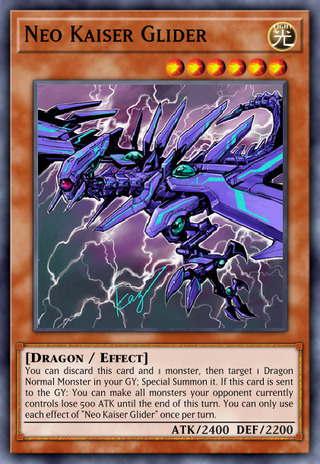 Neo Kaiser Glider
LIGHT
光
Kaz
[Dragon / Effect]
You can discard this card and 1 monster, then target 1 Dragon
Normal Monster in your GY; Special Summon it. If this card is sent
to the GY: You can make all monsters your opponent currently
controls lose 500 ATK until the end of this turn. You can only use
each effect of "Neo Kaiser Glider" once per turn.
ATK/2400 DEF/2200